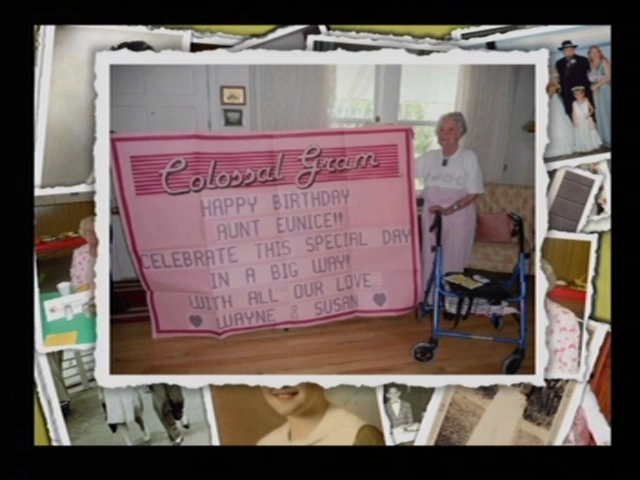 Colossal Gram
HAPPY BIRTHDAY
AUNT EUNICE!!
CELEBRATE THIS SPECIAL DAY
IN A BIG WAY!
WITH ALL OUR LOVE
♥ WAYNE & SUSAN ♥